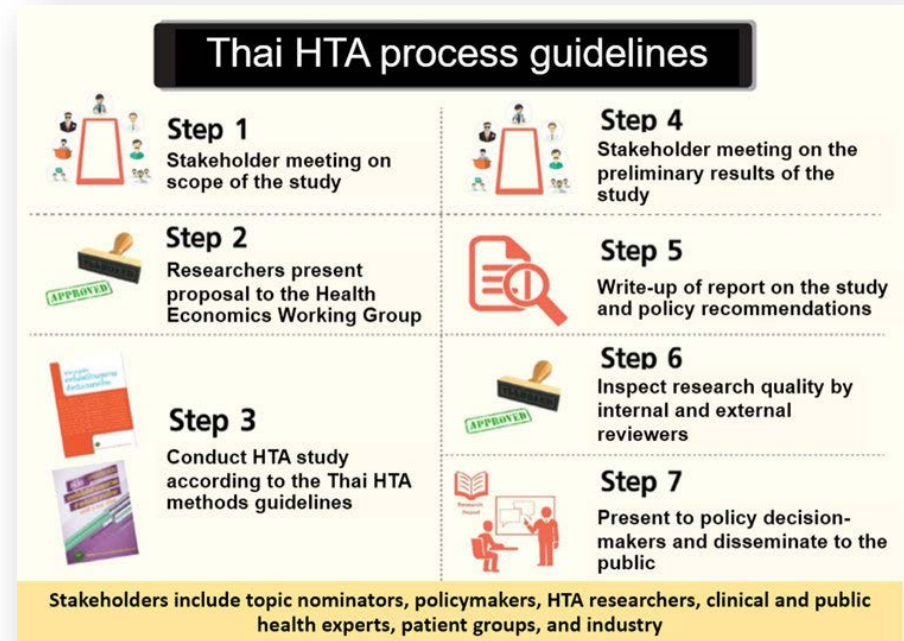 Thai HTA process guidelines
Step 1
Stakeholder meeting on
scope of the study
Step 2
Researchers present
proposal to the Health
Economics Working Group
APPROVED
Step 3
Conduct HTA study
according to the Thai HTA
methods guidelines
Step 4
Stakeholder meeting on the
preliminary results of the
study
Step 5
Write-up of report on the study
and policy recommendations
Step 6
Inspect research quality by
internal and external
reviewers
APPROVED
Step 7
Present to policy decision-
makers and disseminate to the
public
Research
Report
Stakeholders include topic nominators, policymakers, HTA researchers, clinical and public
health experts, patient groups, and industry